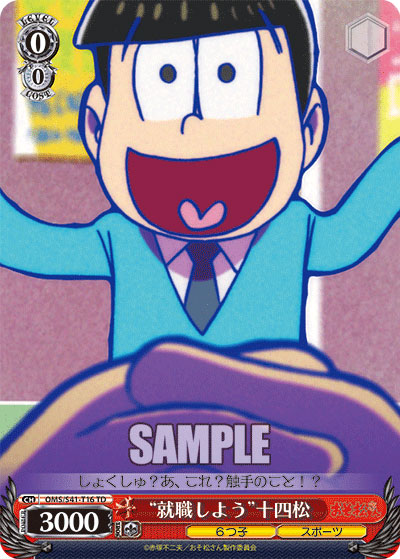 LEVEL
0
0
COST
SAMPLE
しょくしゅ？あ、これ？触手のこと！？
CH
OMS/S41-T16 TD
POWER
3000
“就職しよう”十四松
６つ子
スポーツ
©赤塚不二夫／おそ松さん製作委員会